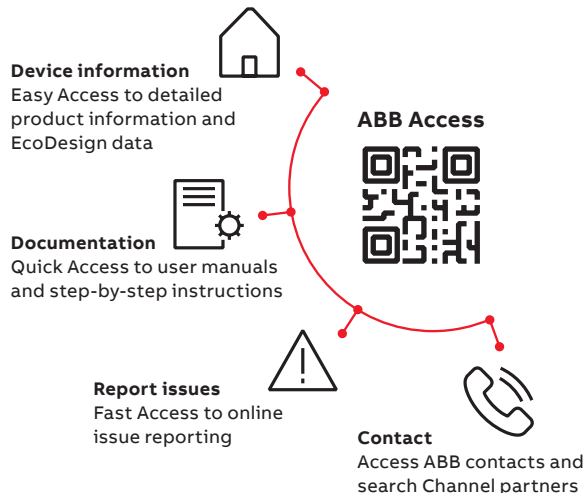 Device information
Easy Access to detailed
product information and
EcoDesign data
ABB Access
Documentation
Quick Access to user manuals
and step-by-step instructions
Report issues
Fast Access to online
issue reporting
Contact
Access ABB contacts and
search Channel partners